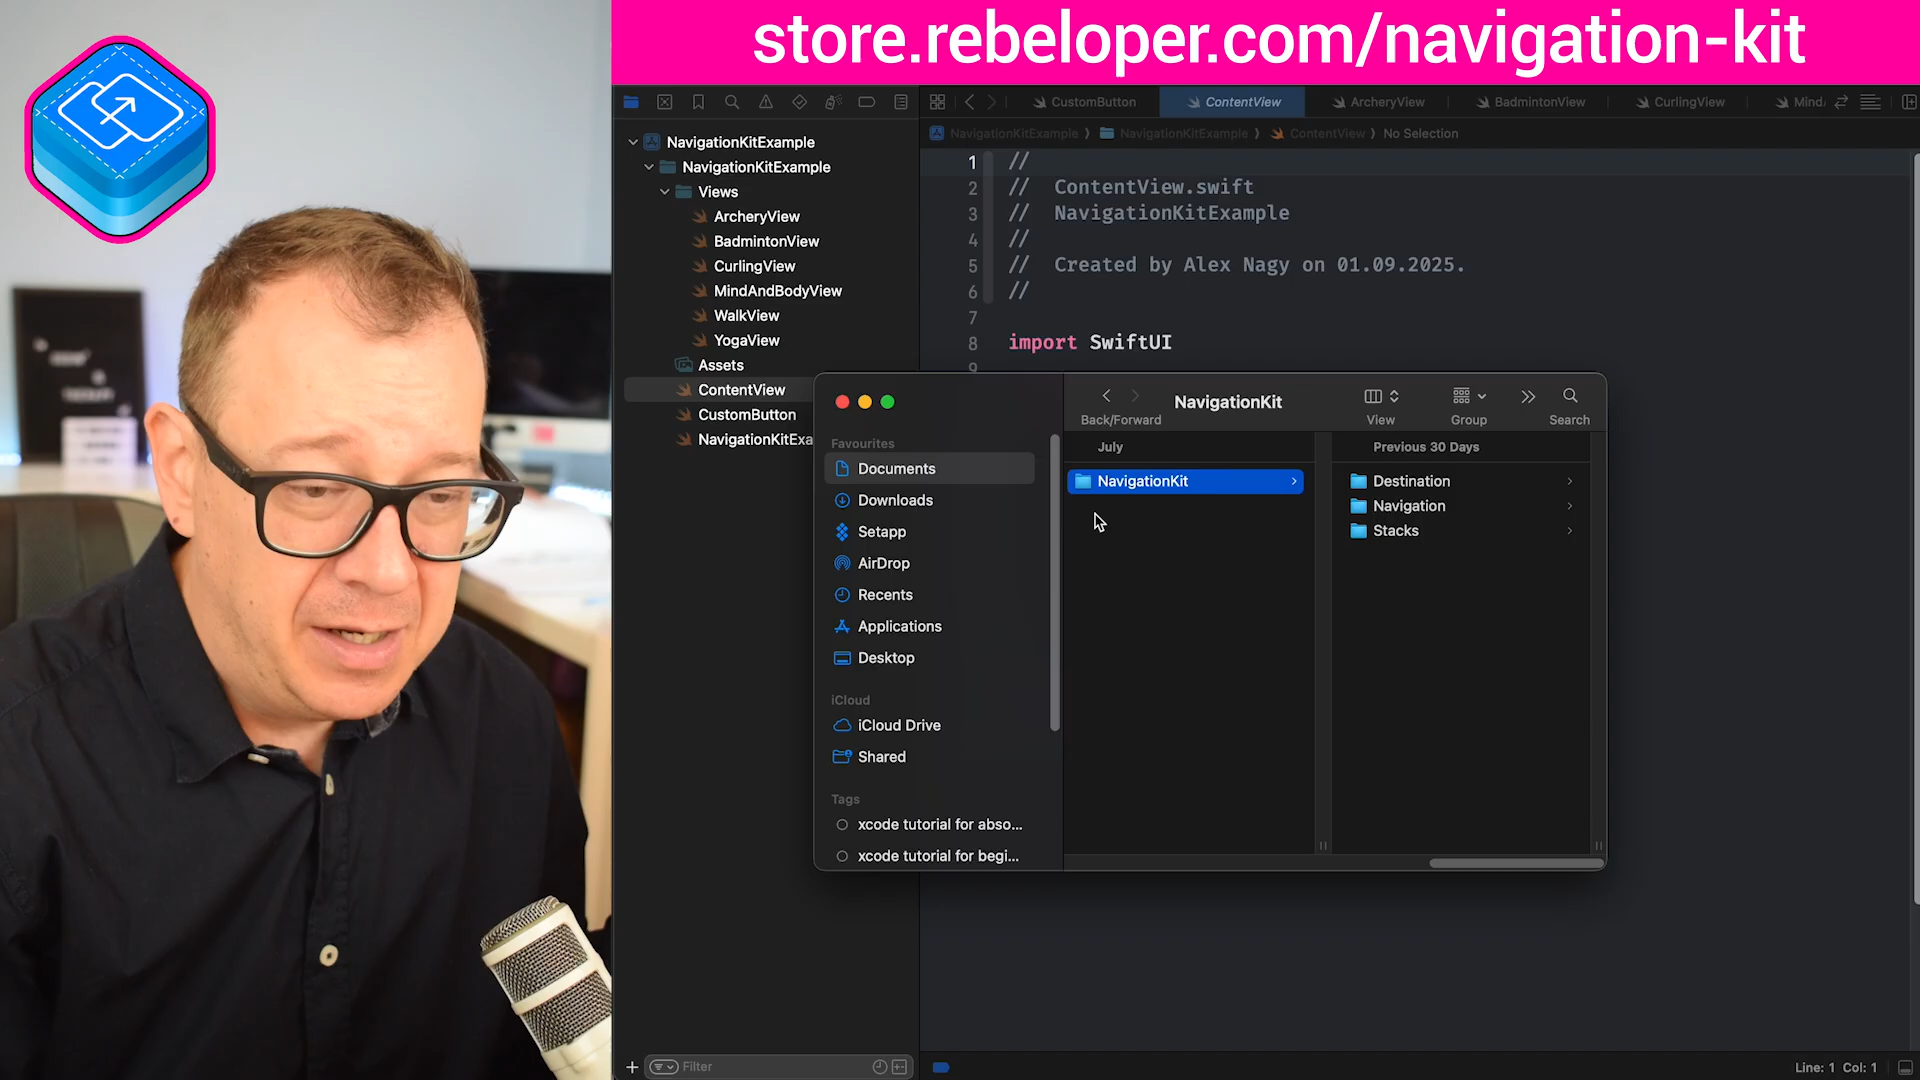 store.rebeloper.com/navigation-kit
CustomButton
ContentView
ArcheryView
BadmintonView
CurlingView
Mind
NavigationKitExample
NavigationKitExample
ContentView
No Selection
NavigationKitExample
NavigationKitExample
Views
ArcheryView
BadmintonView
CurlingView
MindAndBodyView
WalkView
YogaView
Assets
ContentView
CustomButton
NavigationKitExa
1 //
2 // ContentView.swift
3 // NavigationKitExample
4 //
5 // Created by Alex Nagy on 01.09.2025.
6 //
7
8 import SwiftUI
9
NavigationKit
Back/Forward
View
Group
Search
Favourites
Documents
Downloads
Setapp
AirDrop
Recents
Applications
Desktop
iCloud
iCloud Drive
Shared
Tags
xcode tutorial for abso...
xcode tutorial for begi...
July
NavigationKit
Previous 30 Days
Destination
Navigation
Stacks
Filter
Line: 1 Col: 1